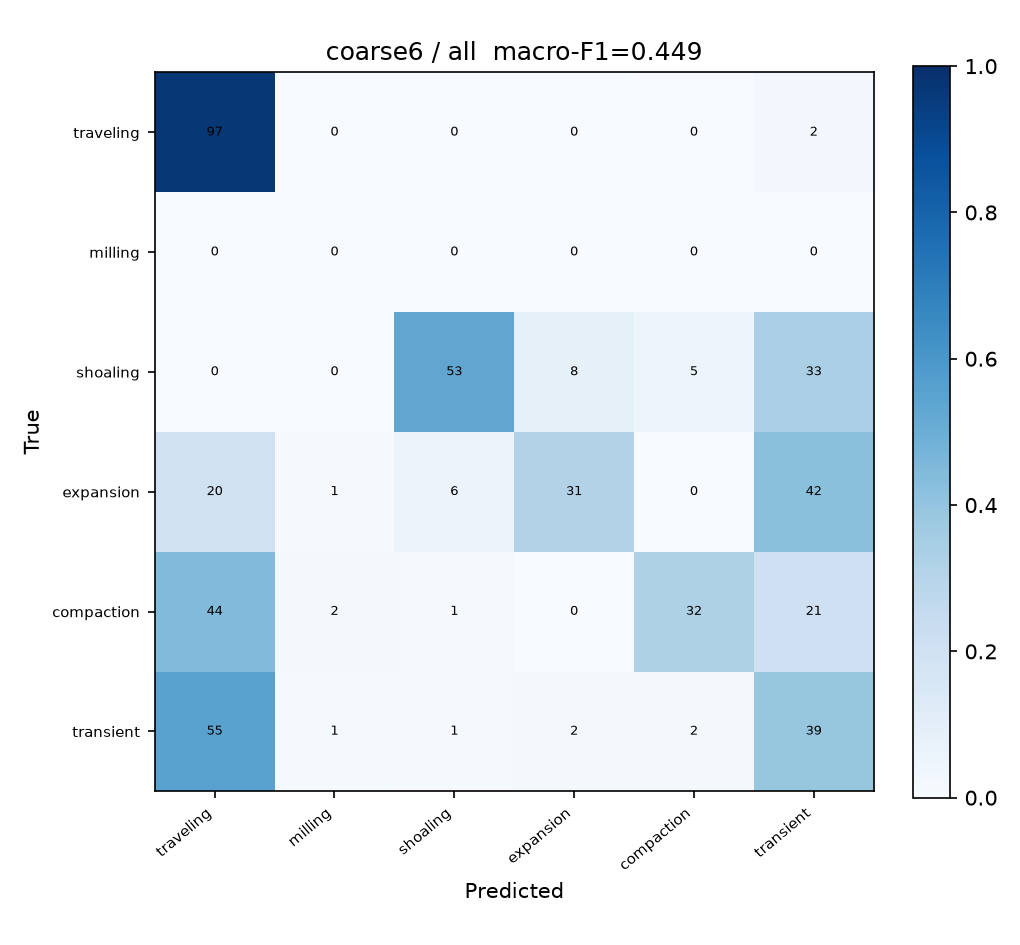 coarse6 / all  macro-F1=0.449
traveling 97 0 0 0 0 2
milling 0 0 0 0 0 0
shoaling 0 0 53 8 5 33
expansion 20 1 6 31 0 42
compaction 44 2 1 0 32 21
transient 55 1 1 2 2 39
traveling milling shoaling expansion compaction transient
Predicted
True
1.0
0.8
0.6
0.4
0.2
0.0